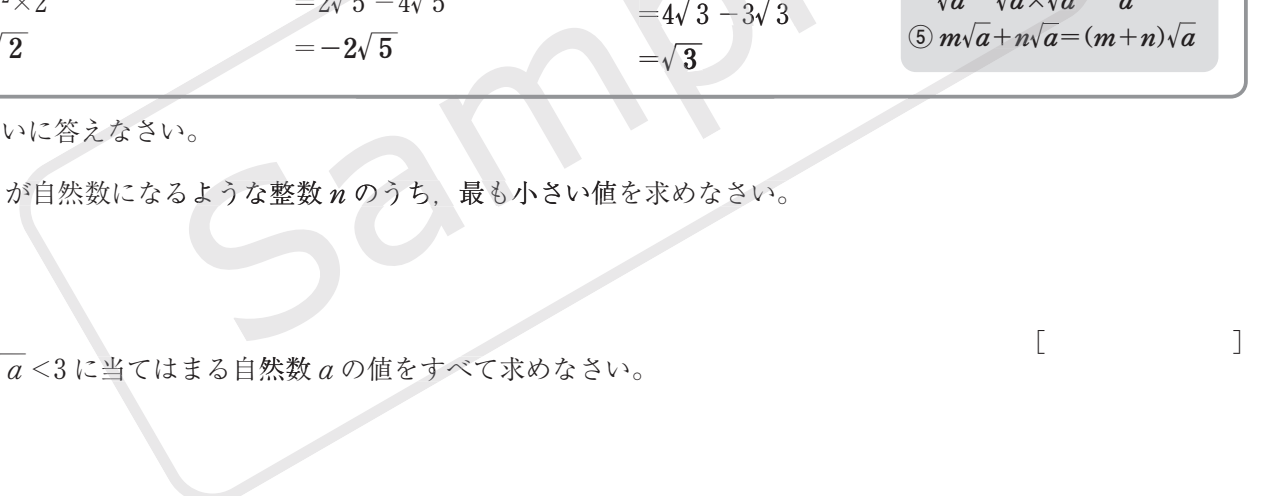 ²×2
=2√5－4√5
=4√3－3√3
√2
=－2√5
=√3
⑤ m√a+n√a=(m+n)√a
いに答えなさい。
が自然数になるような整数 n のうち，最も小さい値を求めなさい。
[ ]
a <3 に当てはまる自然数 a の値をすべて求めなさい。